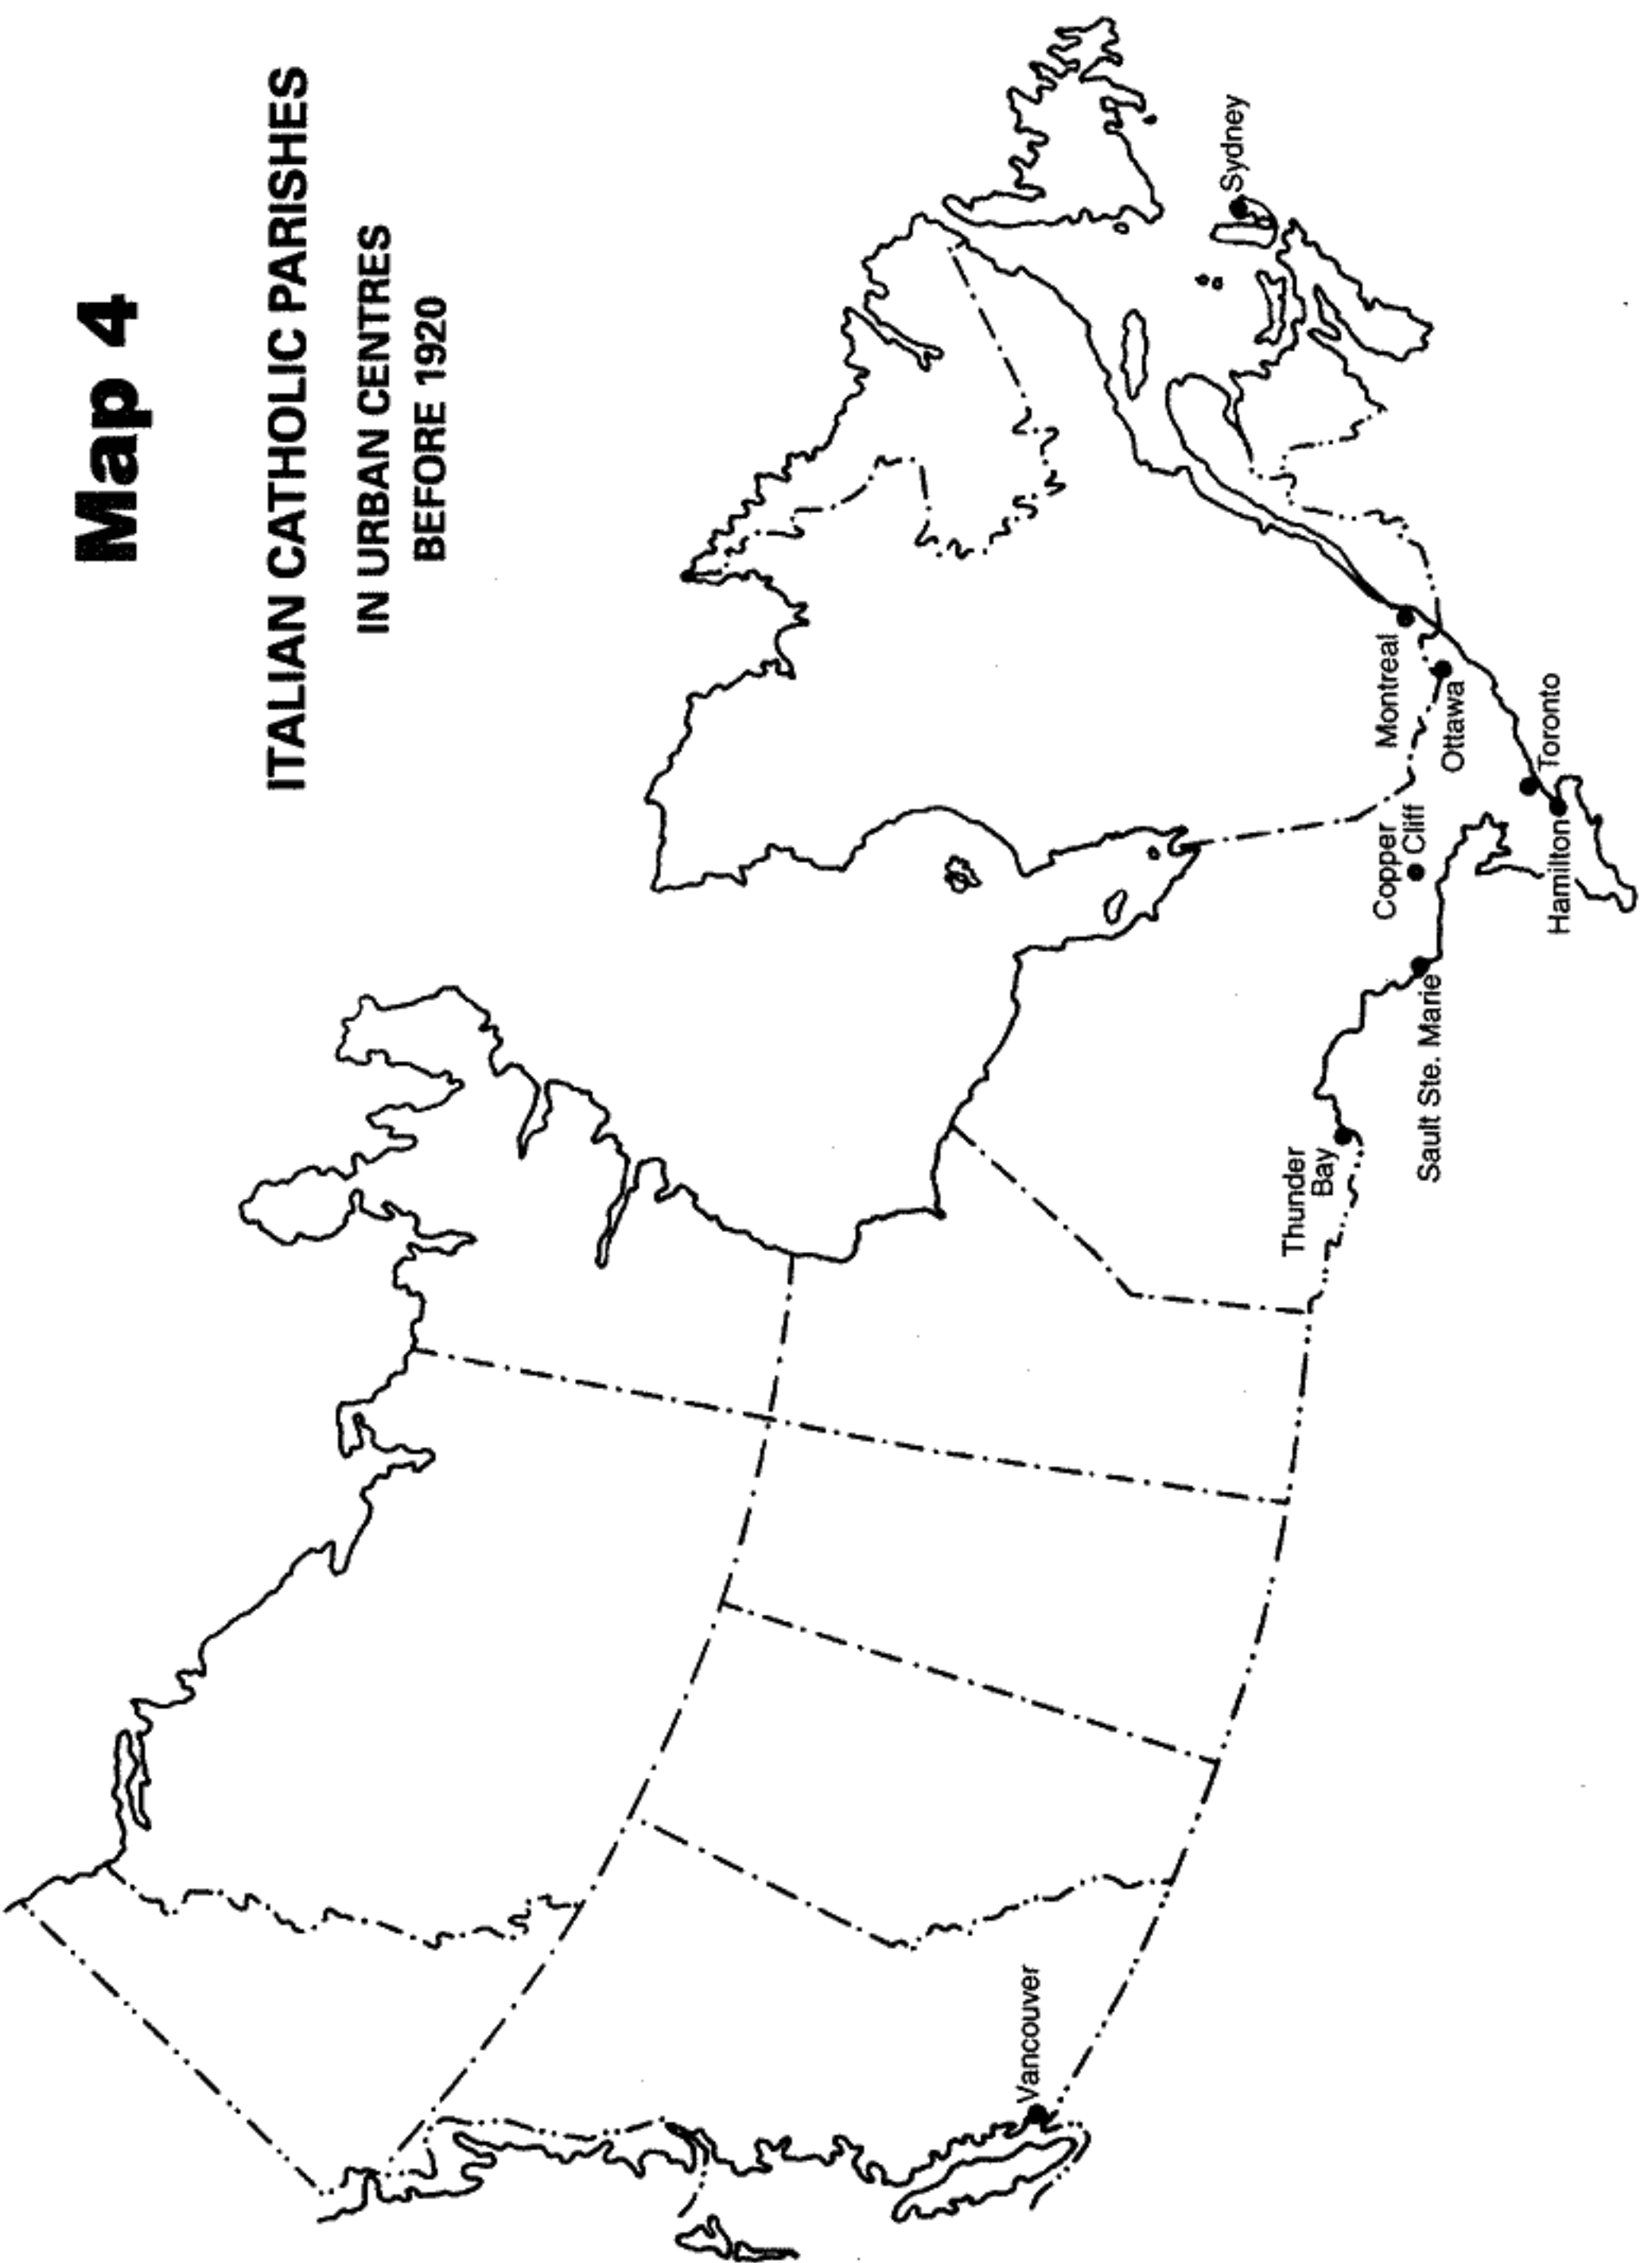 Map 4
ITALIAN CATHOLIC PARISHES
IN URBAN CENTRES
BEFORE 1920
Vancouver
Thunder
Bay
Sault Ste. Marie
Copper
Cliff
Hamilton
Toronto
Ottawa
Montreal
Sydney